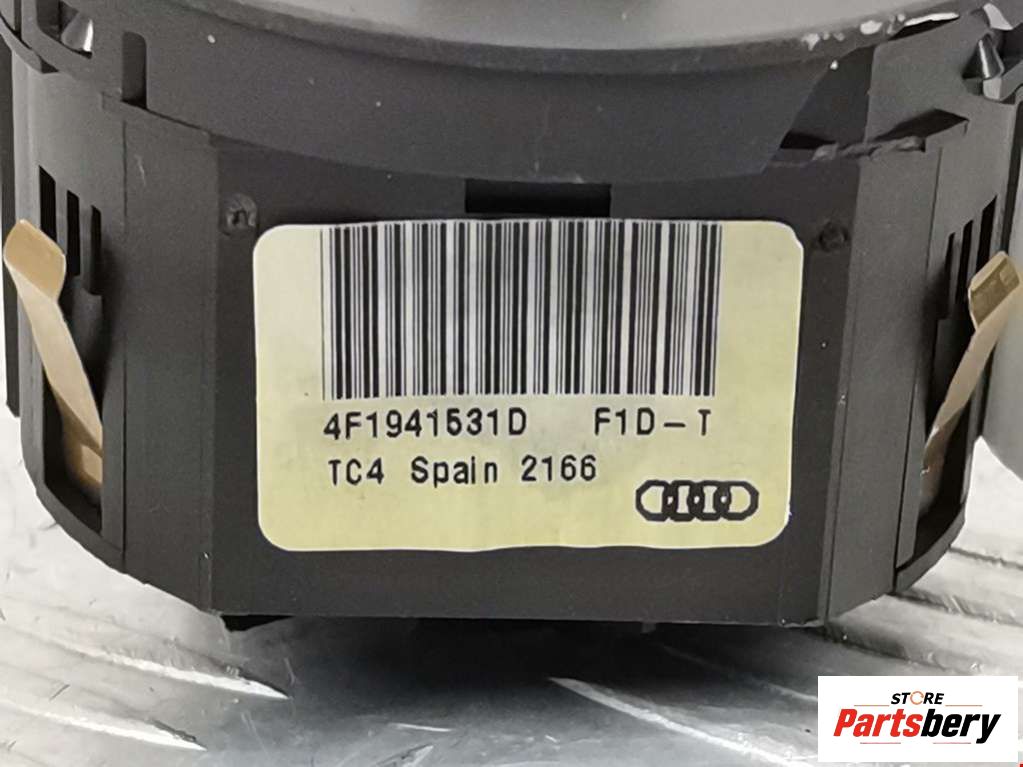 4F1941531D F1D-T
TC4 Spain 2166
STORE
Partsbery